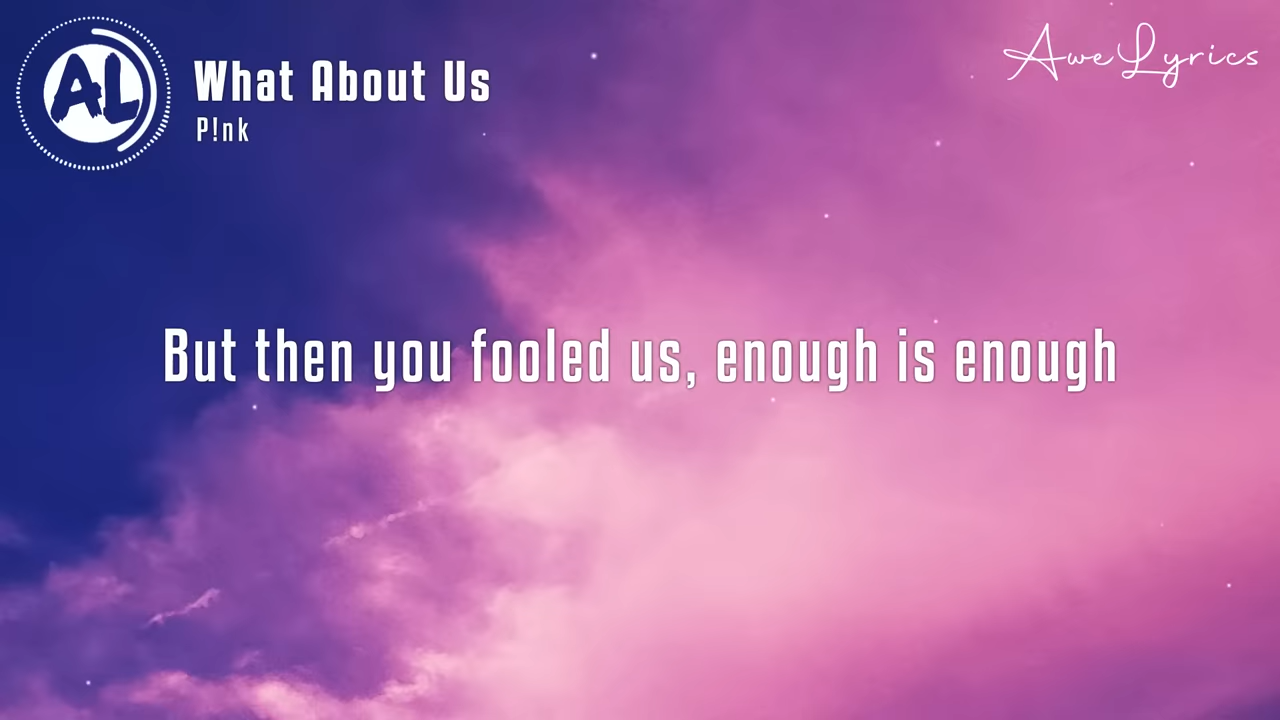 AL
What About Us
P!nk
AweLyrics
But then you fooled us, enough is enough